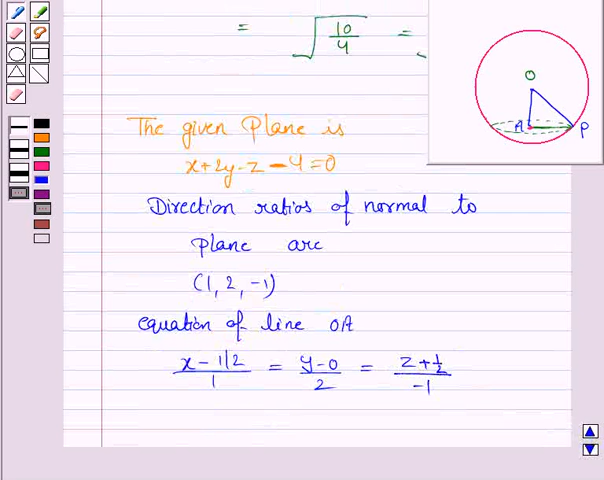 = √10/4 =
O
A
P
The given Plane is
x+2y-z-4=0
Direction ratios of normal to
plane are
(1, 2, -1)
equation of line OA
x-1/2/1 = y-0/2 = z+1/2/-1